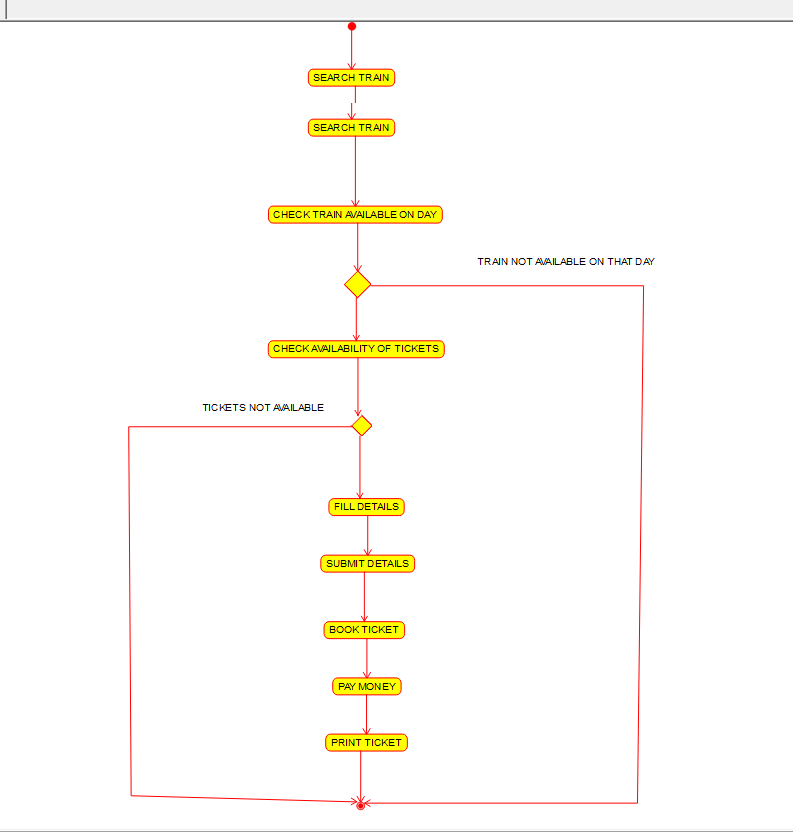 SEARCH TRAIN
SEARCH TRAIN
CHECK TRAIN AVAILABLE ON DAY
TRAIN NOT AVAILABLE ON THAT DAY
CHECK AVAILABILITY OF TICKETS
TICKETS NOT AVAILABLE
FILL DETAILS
SUBMIT DETAILS
BOOK TICKET
PAY MONEY
PRINT TICKET